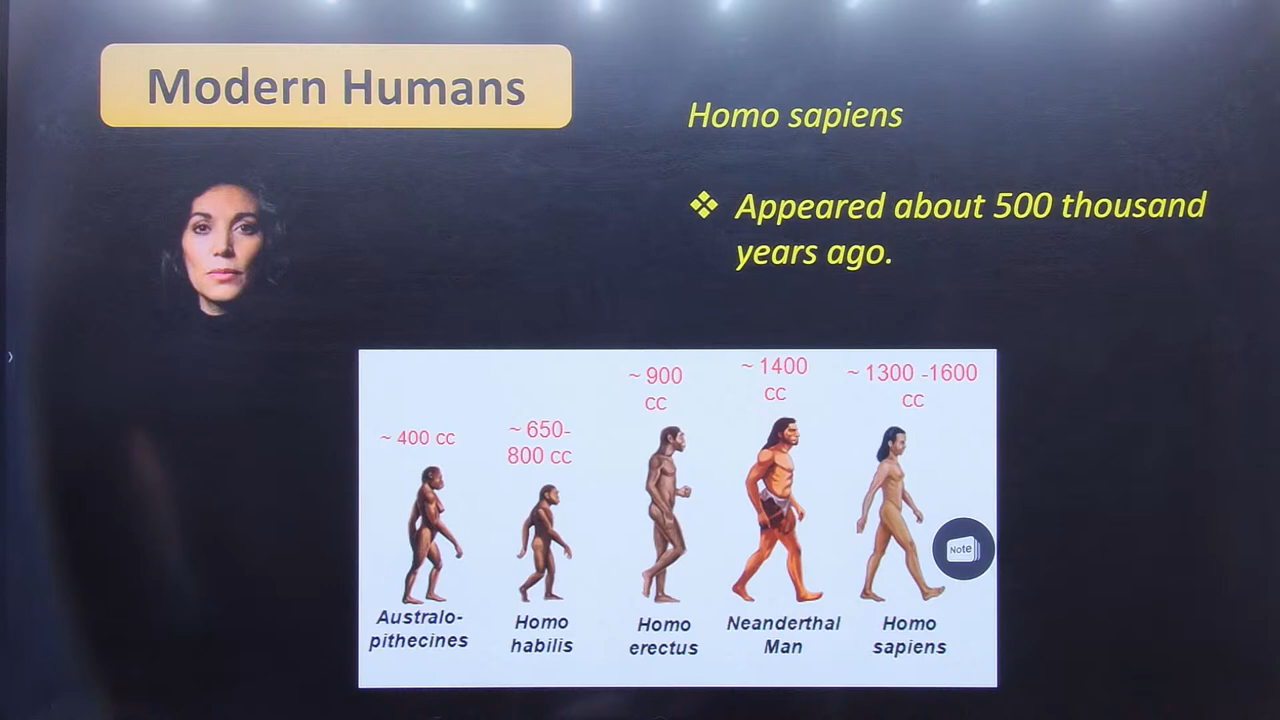 Modern Humans
Homo sapiens
❖ Appeared about 500 thousand
years ago.
~ 400 cc
~ 650-
800 cc
~ 900
cc
~ 1400
cc
~ 1300 -1600
cc
Note
Australo-
pithecines
Homo
habilis
Homo
erectus
Neanderthal
Man
Homo
sapiens